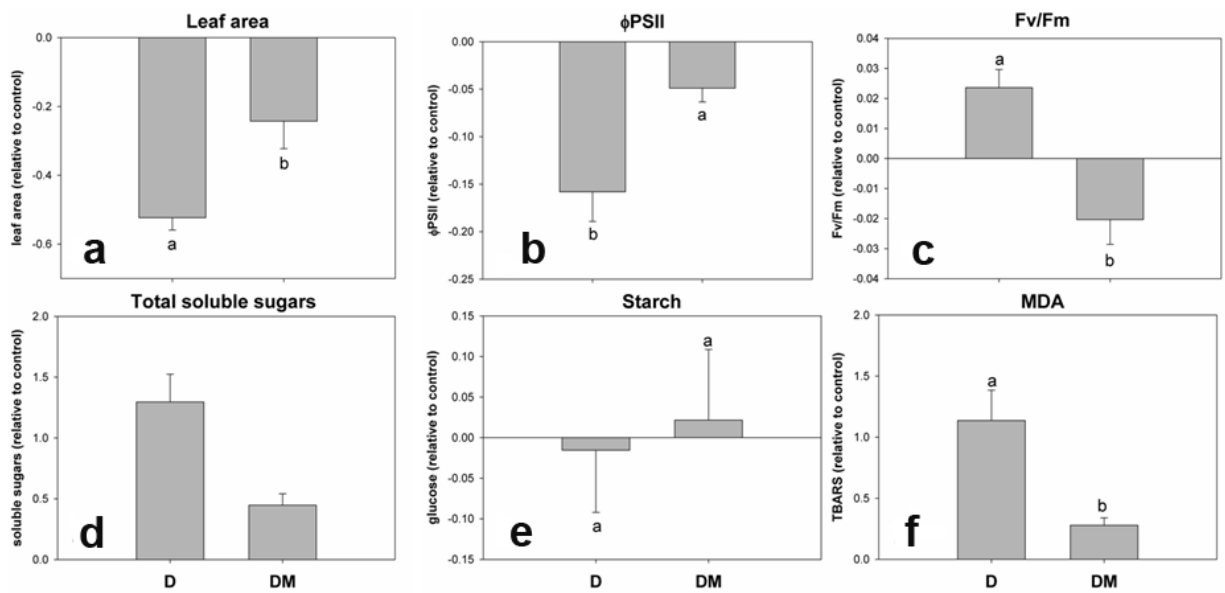 Leaf area
leaf area (relative to control)
0.0
-0.2
-0.4
-0.6
a
b
a
ϕPSII
ϕPSII (relative to control)
0.00
-0.05
-0.10
-0.15
-0.20
-0.25
b
a
b
Fv/Fm
Fv/Fm (relative to control)
0.04
0.03
0.02
0.01
0.00
-0.01
-0.02
-0.03
-0.04
a
b
c
Total soluble sugars
soluble sugars (relative to control)
2.0
1.5
1.0
0.5
0.0
d
D DM
Starch
glucose (relative to control)
0.15
0.10
0.05
0.00
-0.05
-0.10
-0.15
a
a
e
D DM
MDA
TBARS (relative to control)
2.0
1.5
1.0
0.5
0.0
a
b
f
D DM